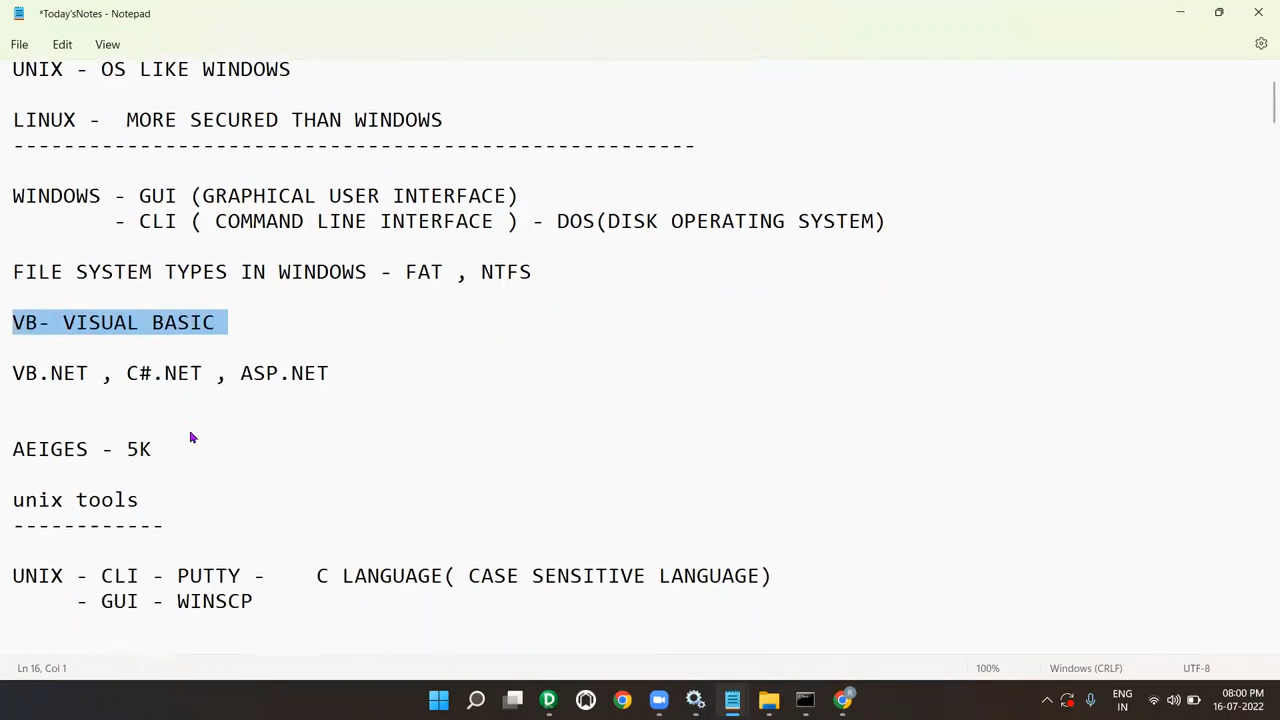 *Today'sNotes - Notepad
File Edit View
UNIX - OS LIKE WINDOWS
LINUX -  MORE SECURED THAN WINDOWS
------------------------------------------------------
WINDOWS - GUI (GRAPHICAL USER INTERFACE)
- CLI ( COMMAND LINE INTERFACE ) - DOS(DISK OPERATING SYSTEM)
FILE SYSTEM TYPES IN WINDOWS - FAT , NTFS
VB- VISUAL BASIC
VB.NET , C#.NET , ASP.NET
AEIGES - 5K
unix tools
------------
UNIX - CLI - PUTTY -    C LANGUAGE( CASE SENSITIVE LANGUAGE)
- GUI - WINSCP
Ln 16, Col 1 100% Windows (CRLF) UTF-8
ENG
IN
08:00 PM
16-07-2022